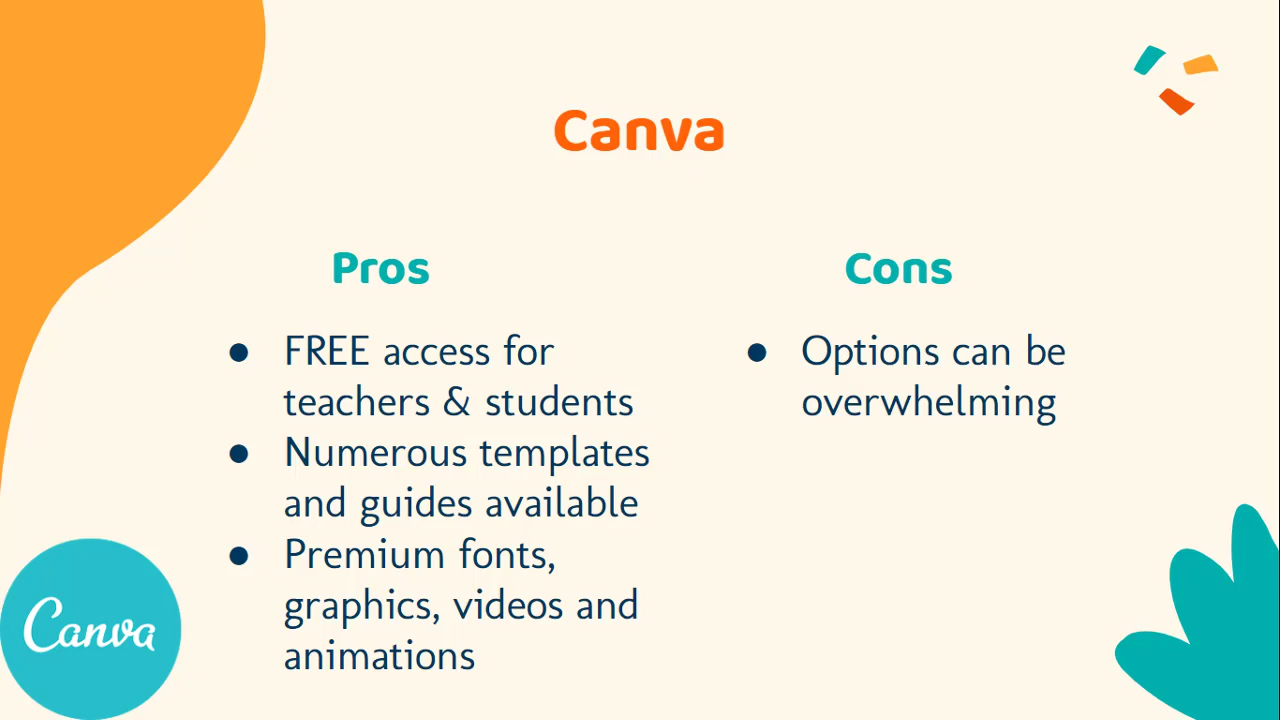 Canva
Pros
● FREE access for
teachers & students
● Numerous templates
and guides available
● Premium fonts,
graphics, videos and
animations
Cons
● Options can be
overwhelming
Canva